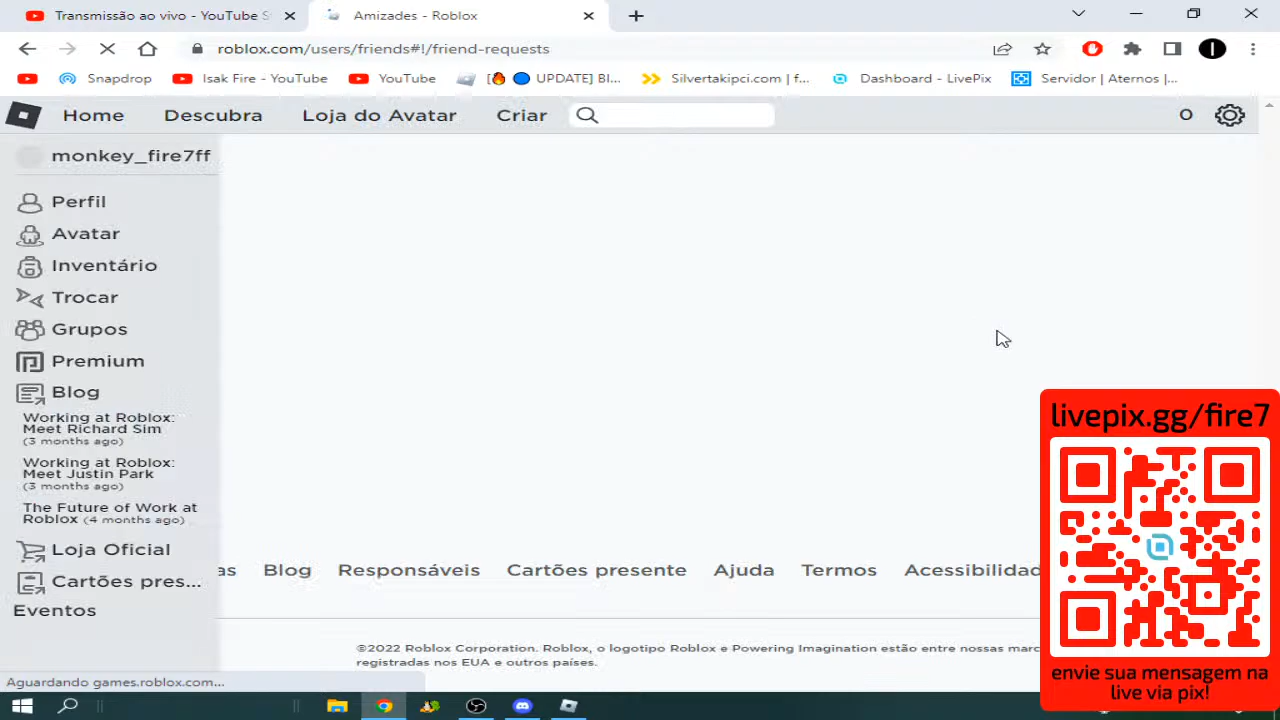 Transmissão ao vivo - YouTube S
Amizades - Roblox
roblox.com/users/friends#!/friend-requests
Snapdrop
Isak Fire - YouTube
YouTube
[🔥🔵 UPDATE] Bl...
Silvertakipci.com | f...
Dashboard - LivePix
Servidor | Aternos |...
Home
Descubra
Loja do Avatar
Criar
0
monkey_fire7ff
Perfil
Avatar
Inventário
Trocar
Grupos
Premium
Blog
Working at Roblox:
Meet Richard Sim
(3 months ago)
Working at Roblox:
Meet Justin Park
(3 months ago)
The Future of Work at
Roblox (4 months ago)
Loja Oficial
Cartões pres...
Eventos
as
Blog
Responsáveis
Cartões presente
Ajuda
Termos
Acessibilidad
©2022 Roblox Corporation. Roblox, o logotipo Roblox e Powering Imagination estão entre nossas marc
registradas nos EUA e outros países.
Aguardando games.roblox.com...
livepix.gg/fire7
envie sua mensagem na
live via pix!